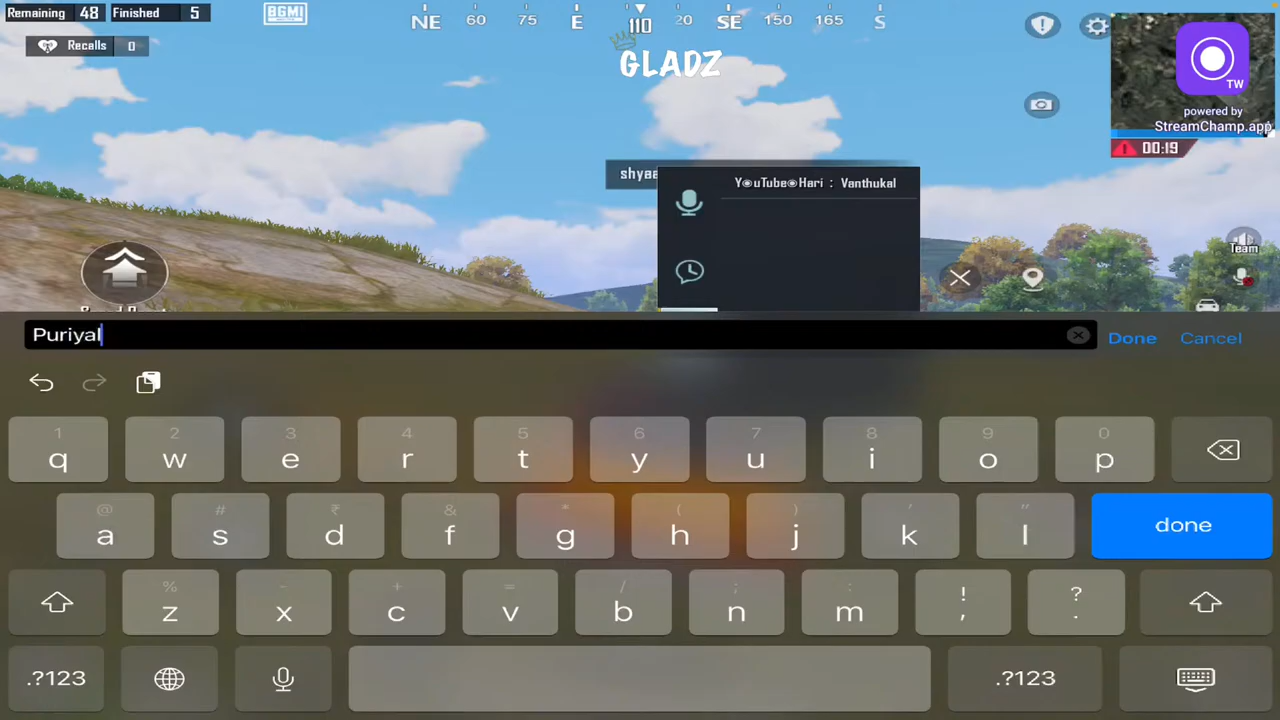 Remaining 48 Finished 5
BGMI
NE 60 75 E 110 20 SE 150 165 S
Recalls 0
GLADZ
TW
powered by
StreamChamp.app
00:19
shyaa
Y◉uTube◉Hari : Vanthukal
Team
Puriyal
Done Cancel
1 2 3 4 5 6 7 8 9 0
q w e r t y u i o p
@ # ₹ & * ( ) ' "
a s d f g h j k l done
% - + = / ; : ! ?
z x c v b n m , .
.?123 .?123